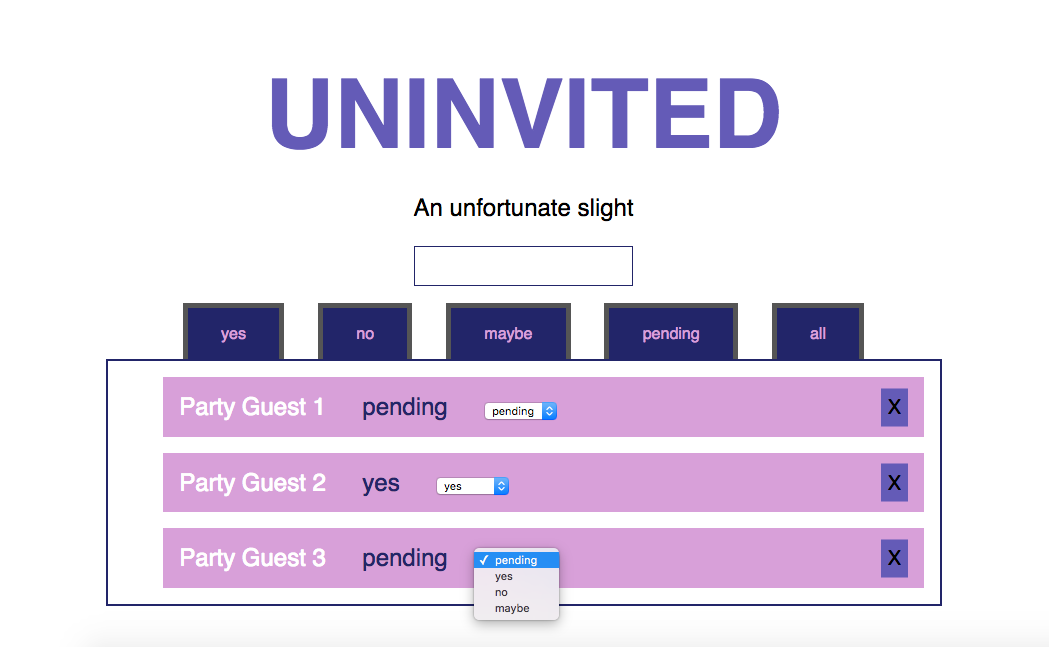 UNINVITED
An unfortunate slight
yes no maybe pending all
Party Guest 1 pending pending X
Party Guest 2 yes yes X
Party Guest 3 pending ✓ pending X
yes
no
maybe